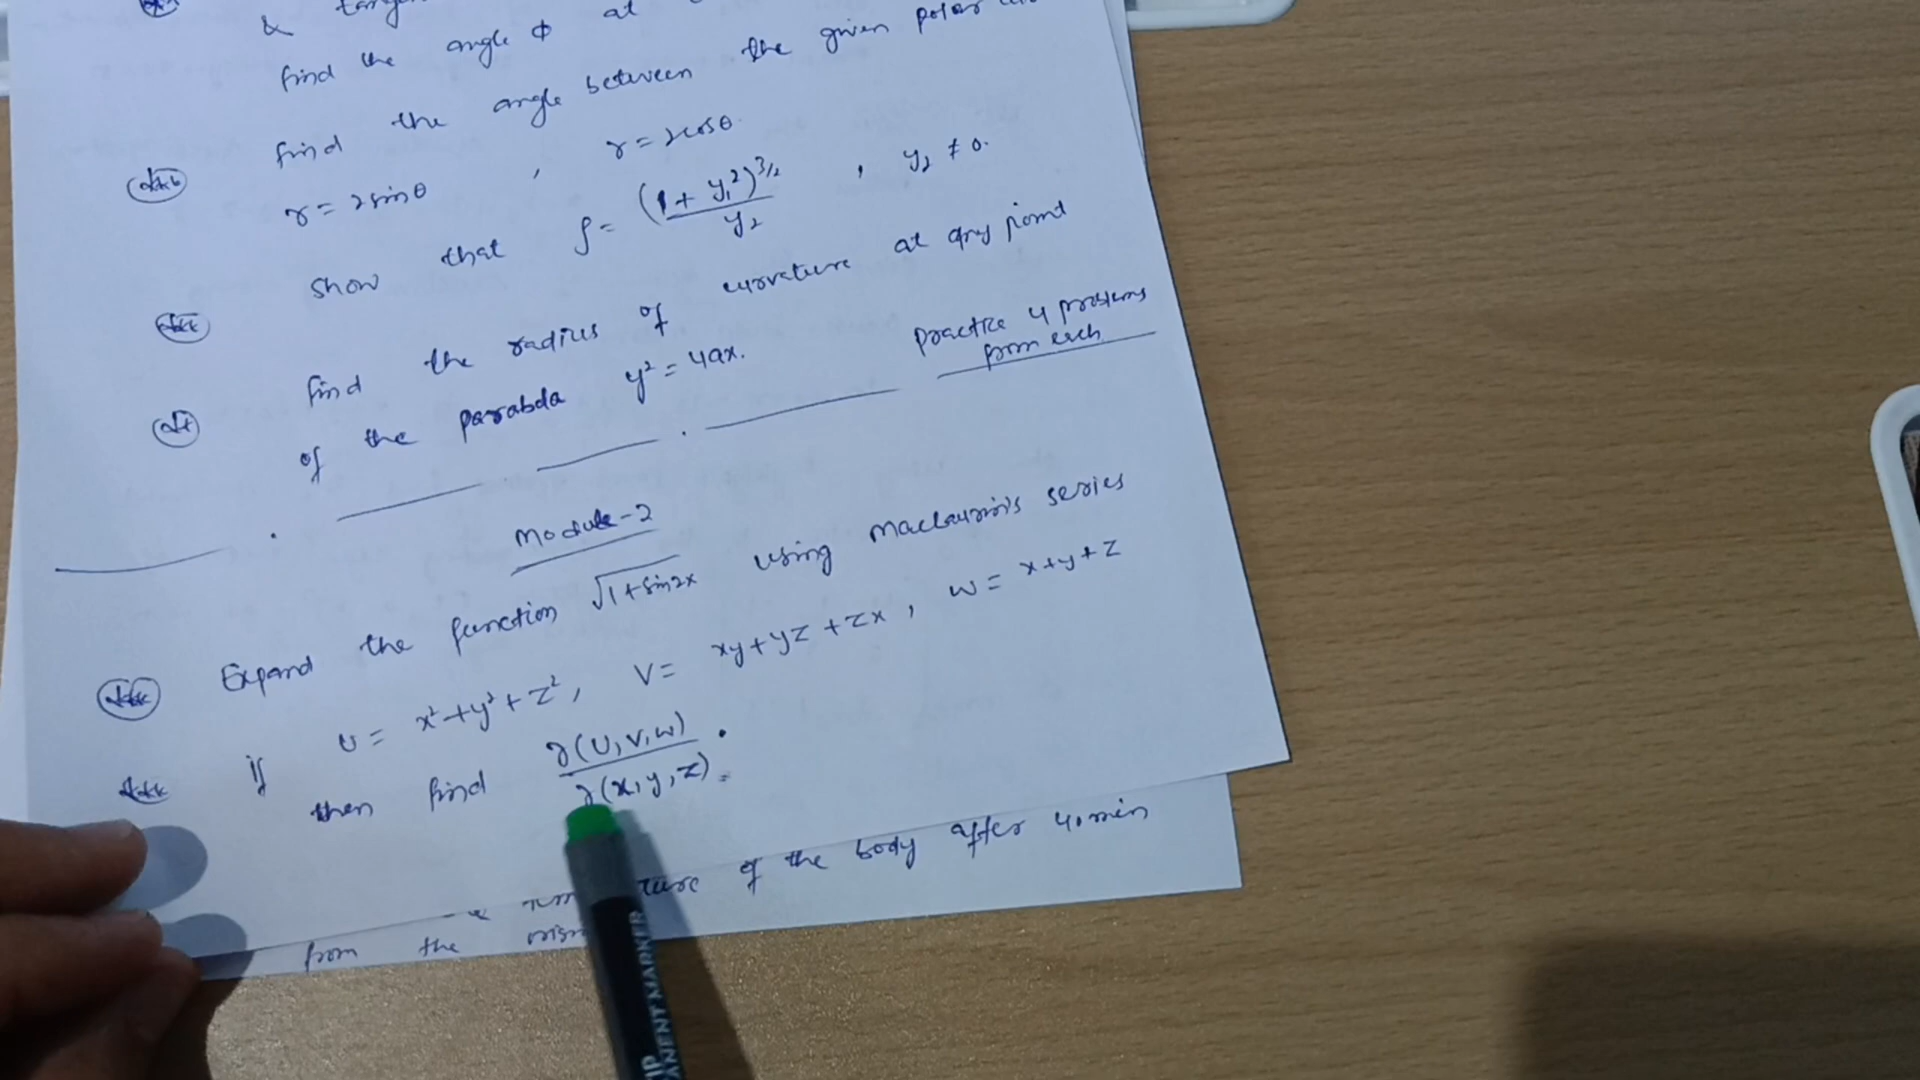 &
find the angle ϕ at
find the angle between the given polar
r = 2sinθ , r = 2cosθ.
show that ρ = (1 + y₁²)^3/2 / y₂ , y₂ ≠ 0.
find the radius of curvature at any point
of the parabola y² = 4ax.
Practice 4 problems
from each
Module-2
Expand the function √1+sin2x using Maclaurin's series
If u = x²+y²+z², v = xy+yz+zx, w = x+y+z
then find ∂(u,v,w) / ∂(x,y,z).
of the body after 40min
from the
PERMANENT MARKER